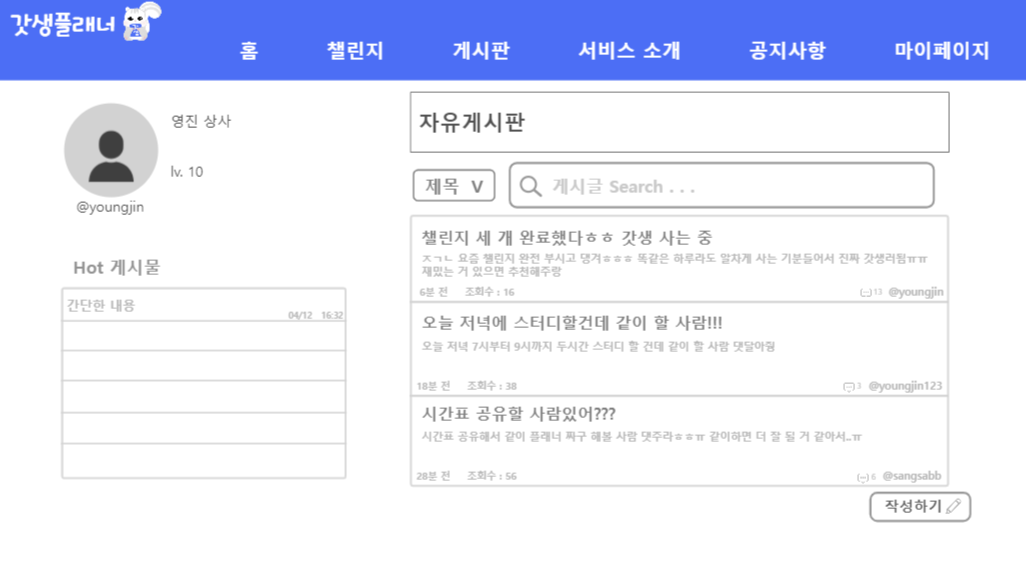 갓생플래너
홈 챌린지 게시판 서비스 소개 공지사항 마이페이지
영진 상사
lv. 10
@youngjin
Hot 게시물
간단한 내용
04/12 16:32
자유게시판
제목 V
게시글 Search . . .
챌린지 세 개 완료했다ㅎㅎ 갓생 사는 중
ㅈㄱㄴ 요즘 챌린지 완전 부시고 댕겨ㅎㅎㅎ 똑같은 하루라도 알차게 사는 기분들어서 진짜 갓생러됨ㅠㅠ
재밌는 거 있으면 추천해주랑
6분 전 조회수 : 16 13 @youngjin
오늘 저녁에 스터디할건데 같이 할 사람!!!
오늘 저녁 7시부터 9시까지 두시간 스터디 할 건데 같이 할 사람 댓달아줭
18분 전 조회수 : 38 3 @youngjin123
시간표 공유할 사람있어???
시간표 공유해서 같이 플래너 짜구 해볼 사람 댓주라ㅎㅎㅠ 같이하면 더 잘 될 거 같아서..ㅠ
28분 전 조회수 : 56 6 @sangsabb
작성하기